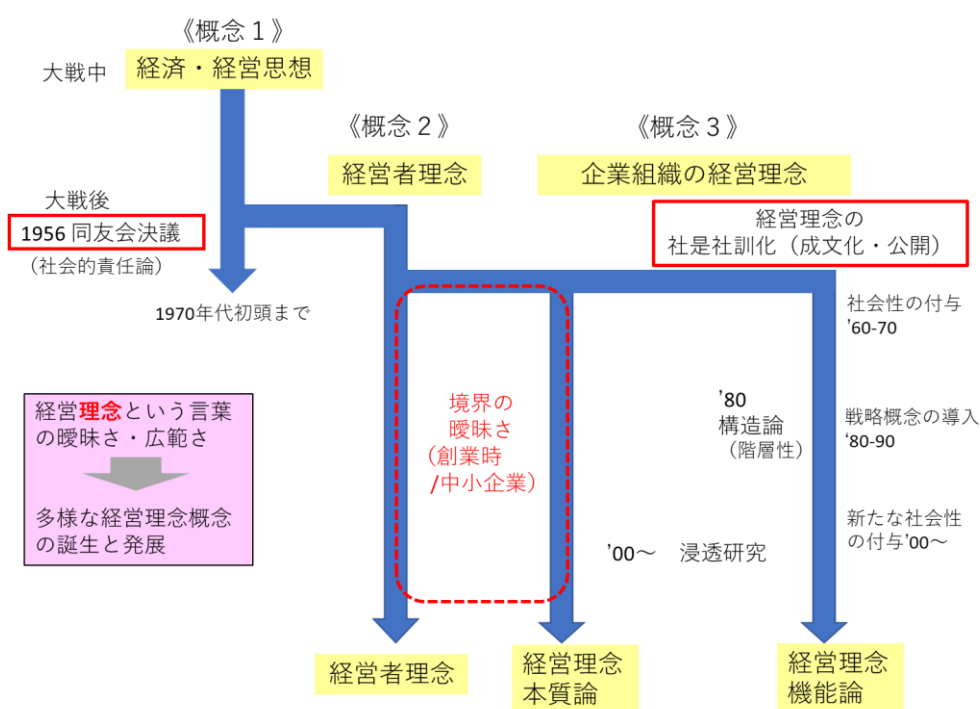 《概念１》
大戦中
経済・経営思想
《概念２》
《概念３》
経営者理念
企業組織の経営理念
大戦後
1956 同友会決議
（社会的責任論）
経営理念の
社是社訓化（成文化・公開）
1970年代初頭まで
社会性の付与
’60-70
経営理念という言葉
の曖昧さ・広範さ
多様な経営理念概念
の誕生と発展
境界の
曖昧さ
（創業時
/中小企業）
’80
構造論
（階層性）
戦略概念の導入
‘80-90
新たな社会性
の付与’00～
’00～　浸透研究
経営者理念
経営理念
本質論
経営理念
機能論